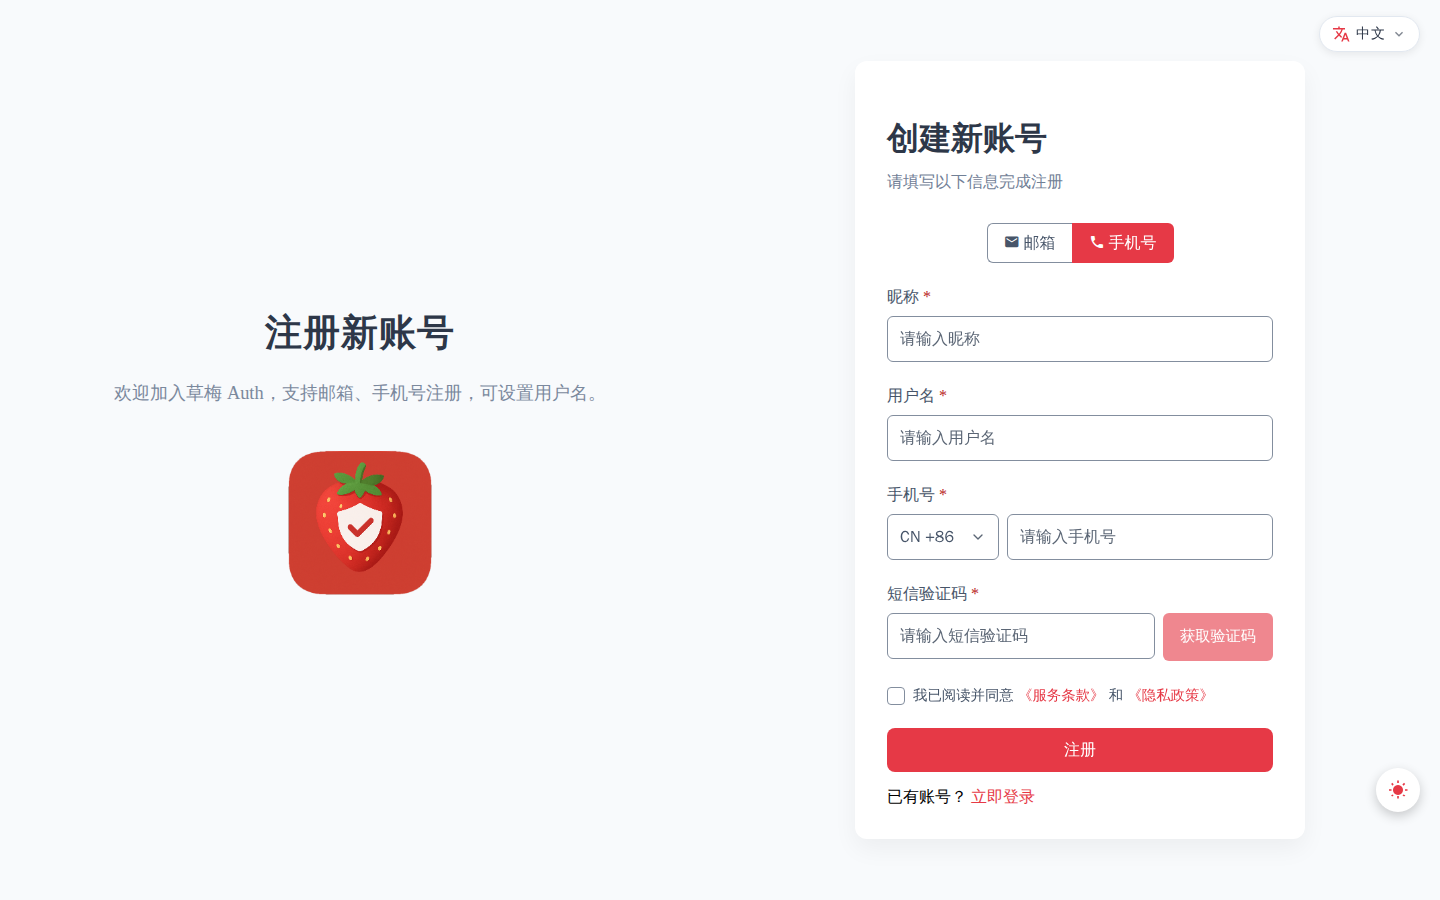 中文
注册新账号
欢迎加入草梅 Auth，支持邮箱、手机号注册，可设置用户名。
创建新账号
请填写以下信息完成注册
邮箱
手机号
昵称 *
请输入昵称
用户名 *
请输入用户名
手机号 *
CN +86
请输入手机号
短信验证码 *
请输入短信验证码
获取验证码
我已阅读并同意 《服务条款》 和 《隐私政策》
注册
已有账号？ 立即登录